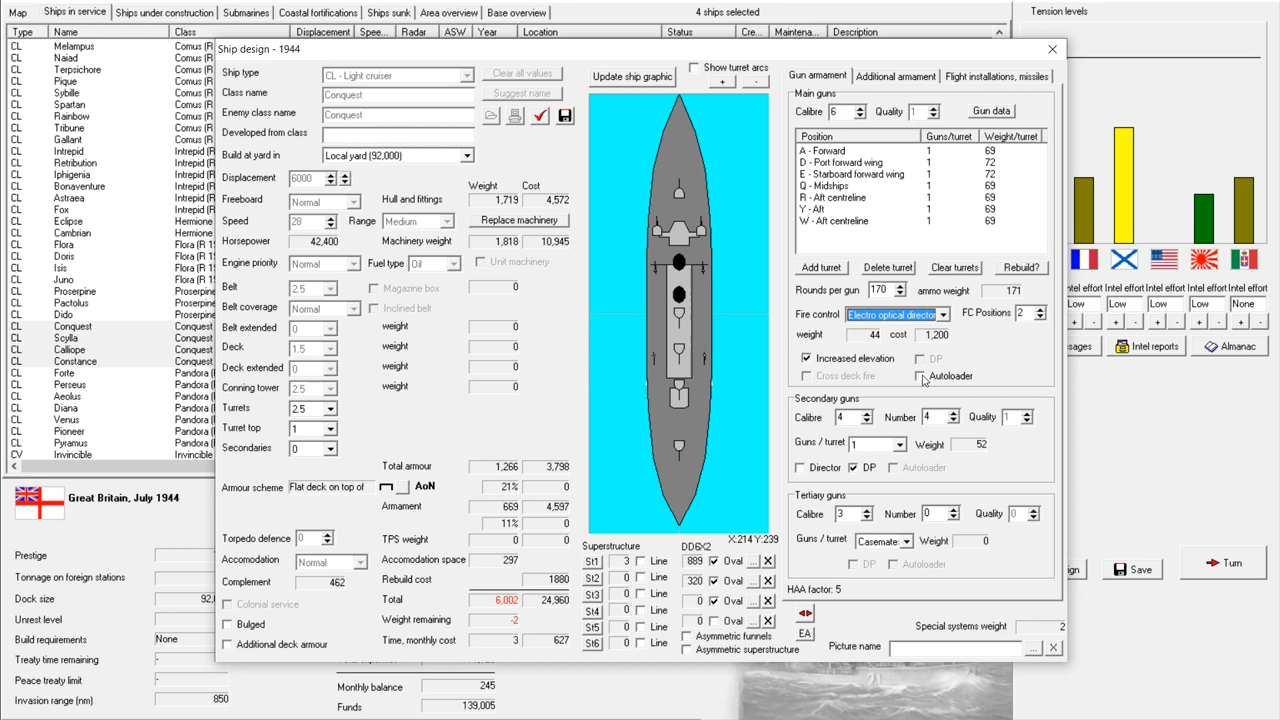 Map Ships in service Ships under construction Submarines Coastal fortifications Ships sunk Area overview Base overview 4 ships selected Tension levels
Type Name Class Displacement Spee... Radar ASW Year Location Status Cre... Maintena... Description
CL Melampus Comus (R
CL Naiad Comus (R
CL Terpsichore Comus (R
CL Pique Comus (R
CL Sybille Comus (R
CL Spartan Comus (R
CL Rainbow Comus (R
CL Tribune Comus (R
CL Gallant Comus (R
CL Intrepid Intrepid (R
CL Retribution Intrepid (R
CL Iphigenia Intrepid (R
CL Bonaventure Intrepid (R
CL Astraea Intrepid (R
CL Fox Intrepid (R
CL Eclipse Hermione
CL Cambrian Hermione
CL Flora Flora (R 1
CL Doris Flora (R 1
CL Isis Flora (R 1
CL Juno Flora (R 1
CL Proserpine Proserpine
CL Pactolus Proserpine
CL Dido Proserpine
CL Conquest Conquest
CL Scylla Conquest
CL Calliope Conquest
CL Constance Conquest
CL Forte Pandora (
CL Perseus Pandora (
CL Aeolus Pandora (
CL Diana Pandora (
CL Venus Pandora (
CL Pioneer Pandora (
CL Pyramus Pandora (
CV Invincible Invincible
Great Britain, July 1944
Prestige
Tonnage on foreign stations
Dock size 92,
Unrest level
Build requirements None
Treaty time remaining -
Peace treaty limit -
Invasion range (nm) 850
Monthly balance 245
Funds 139,005
Ship design - 1944
Ship type CL - Light cruiser Clear all values
Class name Conquest Suggest name
Enemy class name Conquest
Developed from class
Build at yard in Local yard (92,000)
Displacement 6000 Weight Cost
Freeboard Normal Hull and fittings 1,719 4,572
Speed 28 Range Medium Replace machinery
Horsepower 42,400 Machinery weight 1,818 10,945
Engine priority Normal Fuel type Oil Unit machinery
Belt 2.5 Magazine box 0
Belt coverage Normal Inclined belt
Belt extended 0 weight 0
Deck 1.5 weight 0
Deck extended 0 weight 0
Conning tower 2.5 weight 0
Turrets 2.5
Turret top 1
Secondaries 0
Total armour 1,266 3,798
Armour scheme Flat deck on top of AoN 21% 0
Armament 669 4,597
11% 0
Torpedo defence 0 TPS weight 0 0
Accomodation Normal Accomodation space 297
Complement 462 Rebuild cost 1880
Colonial service Total 6,002 24,960
Bulged Weight remaining -2
Additional deck armour Time, monthly cost 3 627
Update ship graphic Show turret arcs
+ -
X:214 Y:239
Superstructure DD6X2
St1 3 Line 889 Oval ... X
St2 0 Line 320 Oval ... X
St3 0 Line 0 Oval ... X
St4 0 Line 0 Oval ... X
St5 0 Line Asymmetric funnels
St6 0 Line Asymmetric superstructure
Gun armament Additional armament Flight installations, missiles
Main guns
Calibre 6 Quality 1 Gun data
Position Guns/turret Weight/turret
A - Forward 1 69
D - Port forward wing 1 72
E - Starboard forward wing 1 72
Q - Midships 1 69
R - Aft centreline 1 69
Y - Aft 1 69
W - Aft centreline 1 69
Add turret Delete turret Clear turrets Rebuild?
Rounds per gun 170 ammo weight 171
Fire control Electro optical director FC Positions 2
weight 44 cost 1,200
Increased elevation DP
Cross deck fire Autoloader
Secondary guns
Calibre 4 Number 4 Quality 1
Guns / turret 1 Weight 52
Director DP Autoloader
Tertiary guns
Calibre 3 Number 0 Quality 0
Guns / turret Casemate: Weight 0
DP Autoloader
HAA factor: 5
EA Special systems weight 2
Picture name ... X
Intel effort Intel effort Intel effort Intel effort
Low Low Low None
+ - + - + - + -
Intel reports Almanac
Save Turn